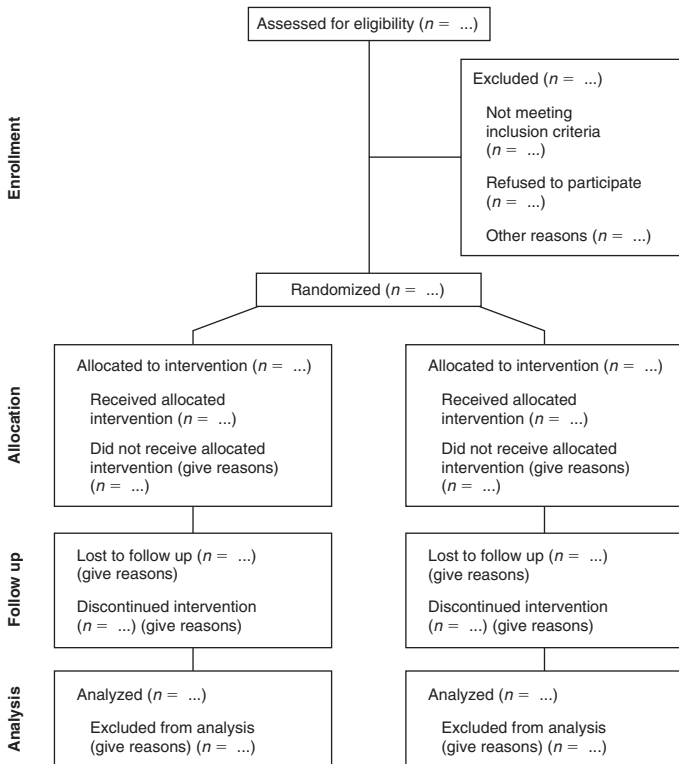 Assessed for eligibility (n = ...)
Enrollment
Excluded (n = ...)
Not meeting
inclusion criteria
(n = ...)
Refused to participate
(n = ...)
Other reasons (n = ...)
Randomized (n = ...)
Allocation
Allocated to intervention (n = ...)
Received allocated
intervention (n = ...)
Did not receive allocated
intervention (give reasons)
(n = ...)
Allocated to intervention (n = ...)
Received allocated
intervention (n = ...)
Did not receive allocated
intervention (give reasons)
(n = ...)
Follow up
Lost to follow up (n = ...)
(give reasons)
Discontinued intervention
(n = ...) (give reasons)
Lost to follow up (n = ...)
(give reasons)
Discontinued intervention
(n = ...) (give reasons)
Analysis
Analyzed (n = ...)
Excluded from analysis
(give reasons) (n = ...)
Analyzed (n = ...)
Excluded from analysis
(give reasons) (n = ...)